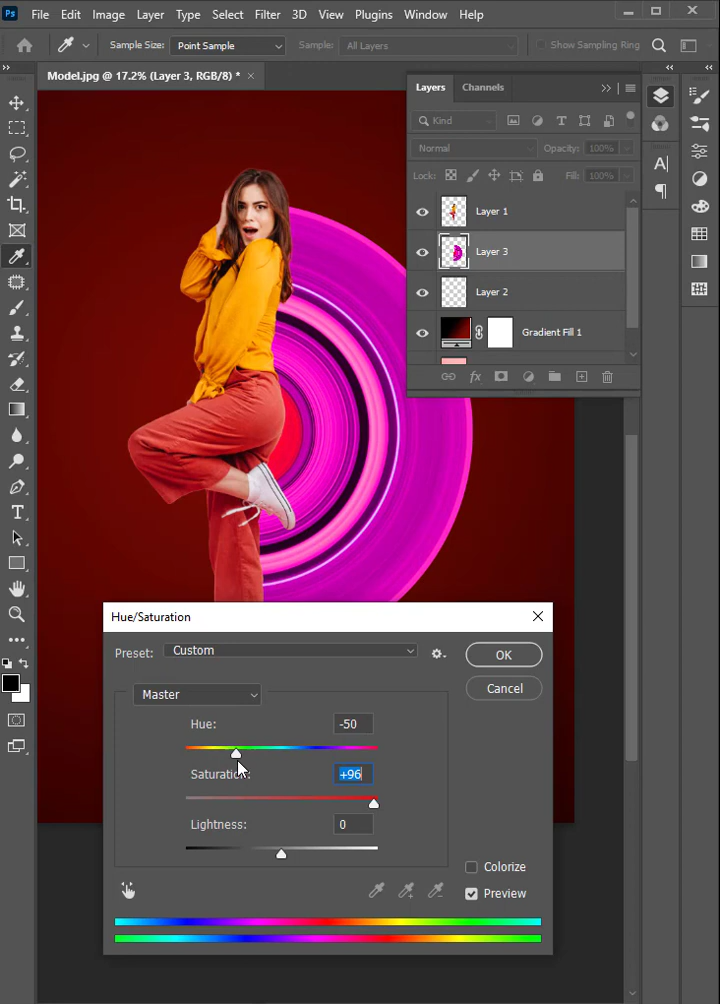 Ps File Edit Image Layer Type Select Filter 3D View Plugins Window Help
Sample Size: Point Sample Sample: All Layers Show Sampling Ring
Model.jpg @ 17.2% (Layer 3, RGB/8) * ×
Layers Channels
Kind
Normal Opacity: 100%
Lock: Fill: 100%
Layer 1
Layer 3
Layer 2
Gradient Fill 1
Hue/Saturation
Preset: Custom
OK
Cancel
Master
Hue: -50
Saturation: +96
Lightness: 0
Colorize
Preview